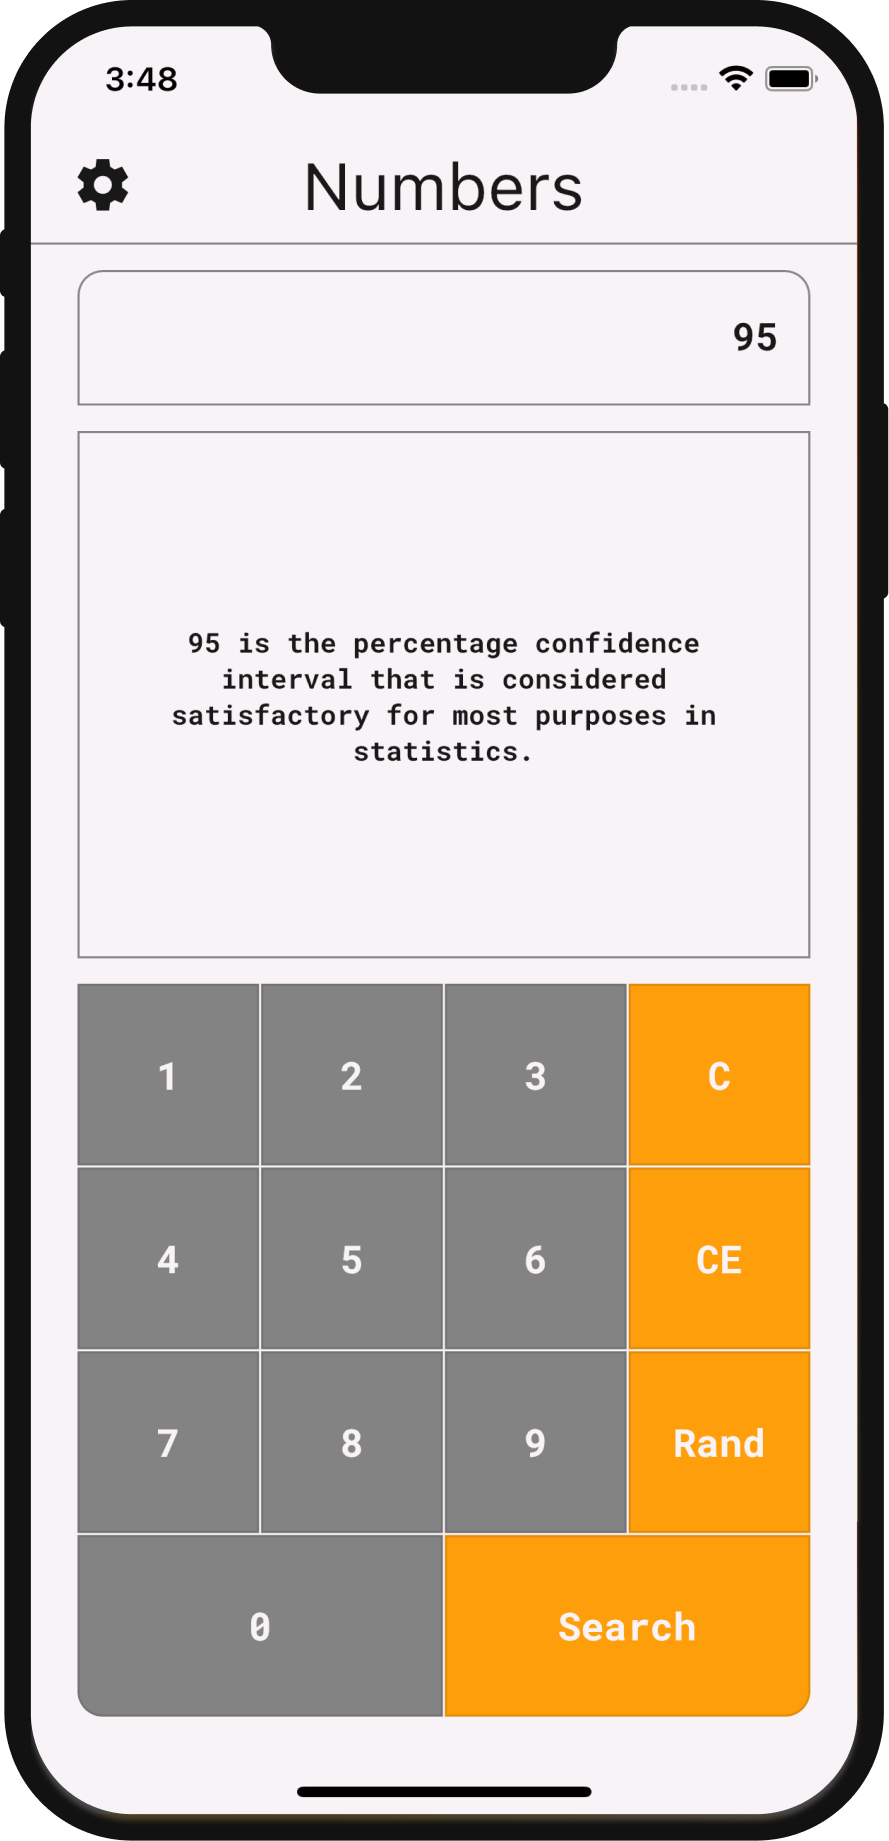 3:48
Numbers
95
95 is the percentage confidence
interval that is considered
satisfactory for most purposes in
statistics.
1 2 3 C
4 5 6 CE
7 8 9 Rand
0 Search